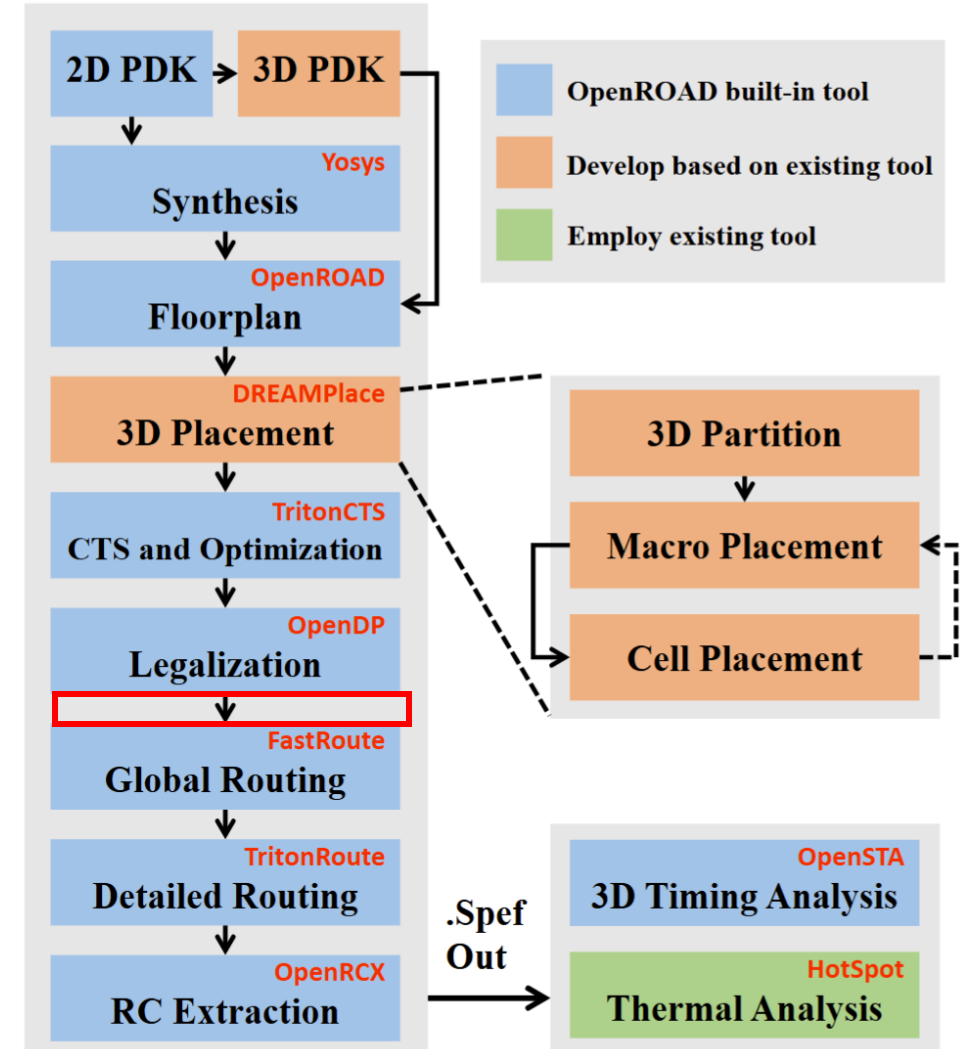 2D PDK
3D PDK
Yosys
Synthesis
OpenROAD
Floorplan
DREAMPlace
3D Placement
TritonCTS
CTS and Optimization
OpenDP
Legalization
FastRoute
Global Routing
TritonRoute
Detailed Routing
OpenRCX
RC Extraction
OpenROAD built-in tool
Develop based on existing tool
Employ existing tool
3D Partition
Macro Placement
Cell Placement
.Spef
Out
OpenSTA
3D Timing Analysis
HotSpot
Thermal Analysis